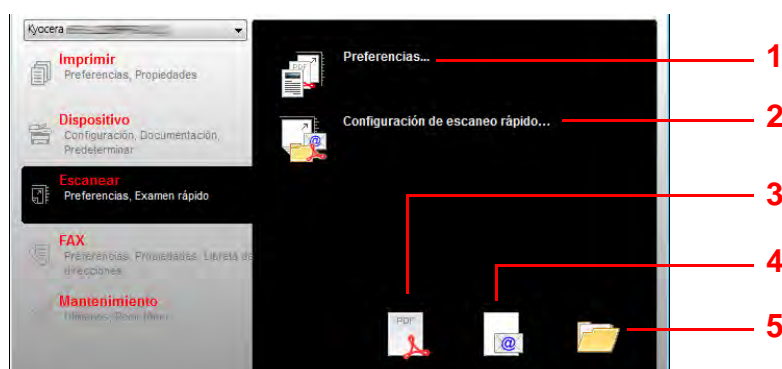 Kyocera
Imprimir
Preferencias, Propiedades
Dispositivo
Configuración, Documentación,
Predeterminar
Escanear
Preferencias, Examen rápido
FAX
Preferencias, Propiedades, Libreta de
direcciones
Mantenimiento
Preferencias...
Configuración de escaneo rápido...
PDF
PDF
@
@
1
2
3
4
5